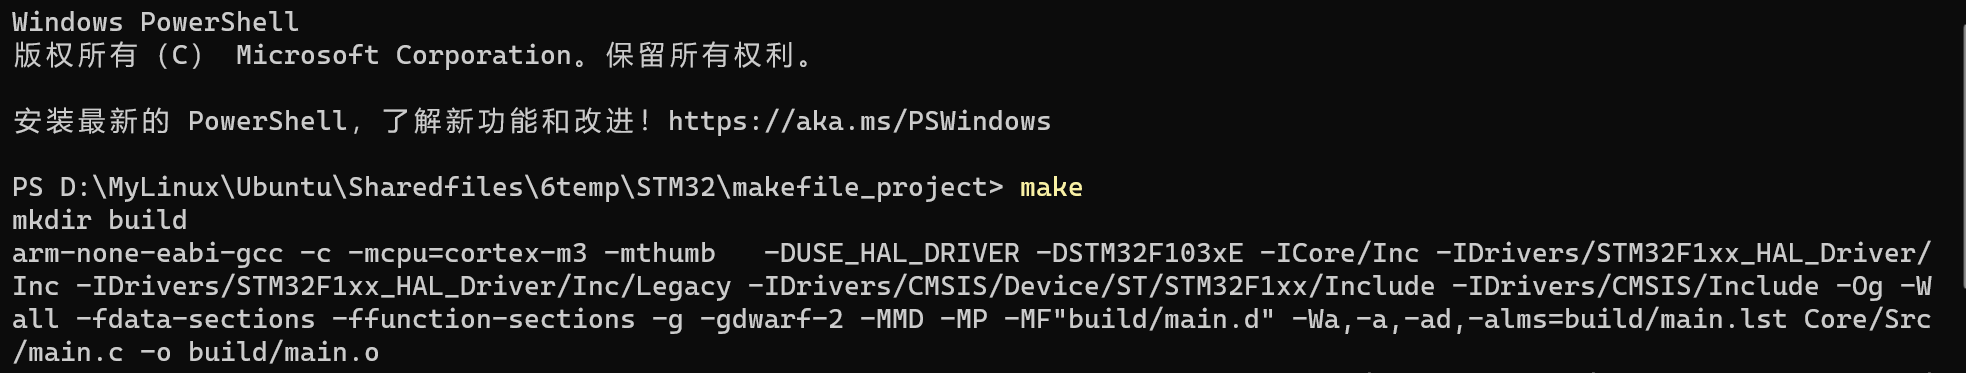 Windows PowerShell
版权所有（C） Microsoft Corporation。保留所有权利。
安装最新的 PowerShell，了解新功能和改进！https://aka.ms/PSWindows
PS D:\MyLinux\Ubuntu\Sharedfiles\6temp\STM32\makefile_project> make
mkdir build
arm-none-eabi-gcc -c -mcpu=cortex-m3 -mthumb   -DUSE_HAL_DRIVER -DSTM32F103xE -ICore/Inc -IDrivers/STM32F1xx_HAL_Driver/
Inc -IDrivers/STM32F1xx_HAL_Driver/Inc/Legacy -IDrivers/CMSIS/Device/ST/STM32F1xx/Include -IDrivers/CMSIS/Include -Og -W
all -fdata-sections -ffunction-sections -g -gdwarf-2 -MMD -MP -MF"build/main.d" -Wa,-a,-ad,-alms=build/main.lst Core/Src
/main.c -o build/main.o